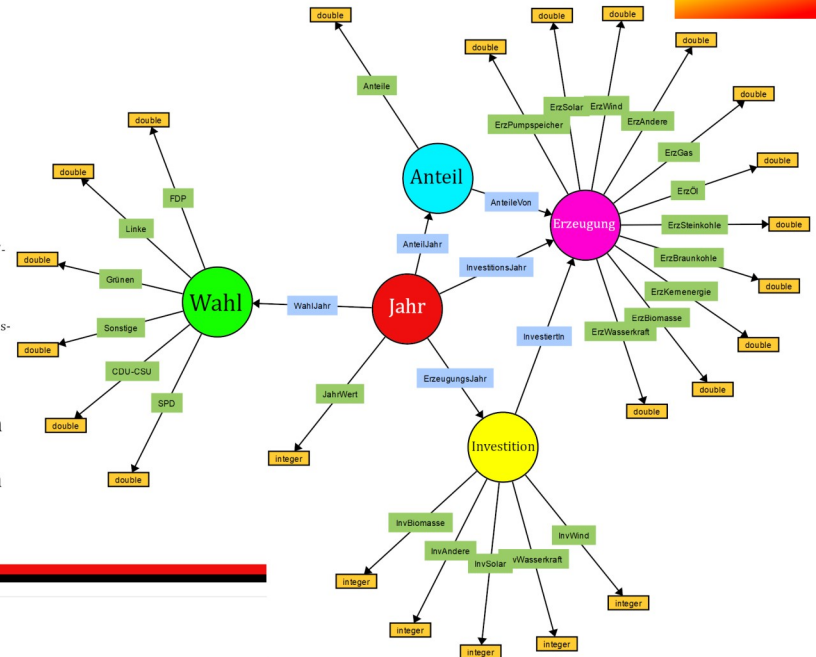 double
double
double
double
double
Anteile
ErzSolar
ErzWind
ErzPumpspeicher
ErzAndere
double
double
double
ErzGas
double
Anteil
ErzÖl
FDP
AnteileVon
Linke
Erzeugung
ErzSteinkohle
double
AnteilJahr
double
ErzBraunkohle
InvestitionsJahr
Grünen
double
ErzKernenergie
Wahl
WahlJahr
Jahr
ErzBiomasse
Sonstige
InvestiertIn
ErzWasserkraft
double
double
CDU-CSU
ErzeugungsJahr
double
SPD
JahrWert
double
double
Investition
integer
double
InvBiomasse
InvWind
InvAndere
InvSolar
vWasserkraft
integer
integer
integer
integer
integer